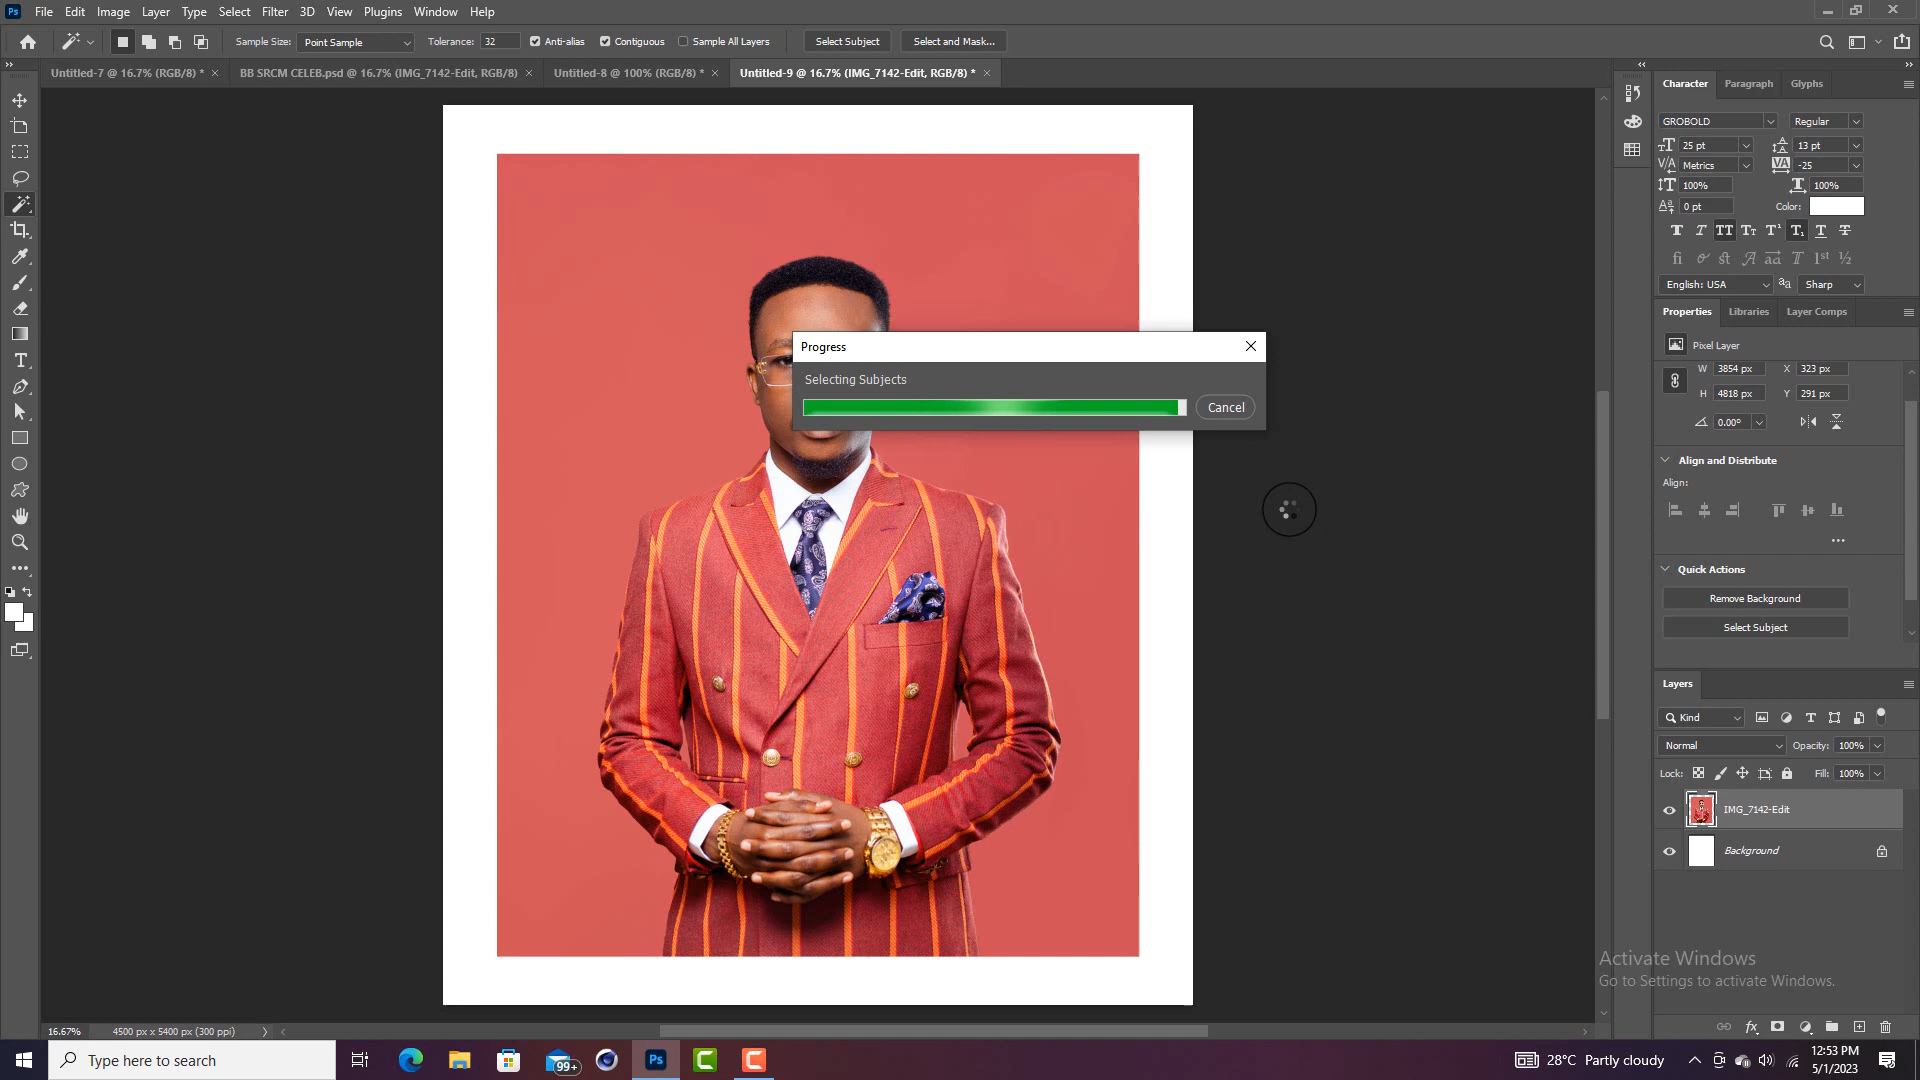 Ps File Edit Image Layer Type Select Filter 3D View Plugins Window Help
Sample Size: Point Sample Tolerance: 32 Anti-alias Contiguous Sample All Layers Select Subject Select and Mask...
Untitled-7 @ 16.7% (RGB/8) * BB SRCM CELEB.psd @ 16.7% (IMG_7142-Edit, RGB/8) Untitled-8 @ 100% (RGB/8) * Untitled-9 @ 16.7% (IMG_7142-Edit, RGB/8) *
Character Paragraph Glyphs
GROBOLD Regular
25 pt 13 pt
Metrics -25
100% 100%
0 pt Color:
English: USA Sharp
Properties Libraries Layer Comps
Pixel Layer
W 3854 px X 323 px
H 4818 px Y 291 px
0.00°
Align and Distribute
Align:
Quick Actions
Remove Background
Select Subject
Layers
Kind
Normal Opacity: 100%
Lock: Fill: 100%
IMG_7142-Edit
Background
Progress
Selecting Subjects
Cancel
Activate Windows
Go to Settings to activate Windows.
16.67% 4500 px x 5400 px (300 ppi)
Type here to search
99+
Ps
28°C Partly cloudy
12:53 PM
5/1/2023